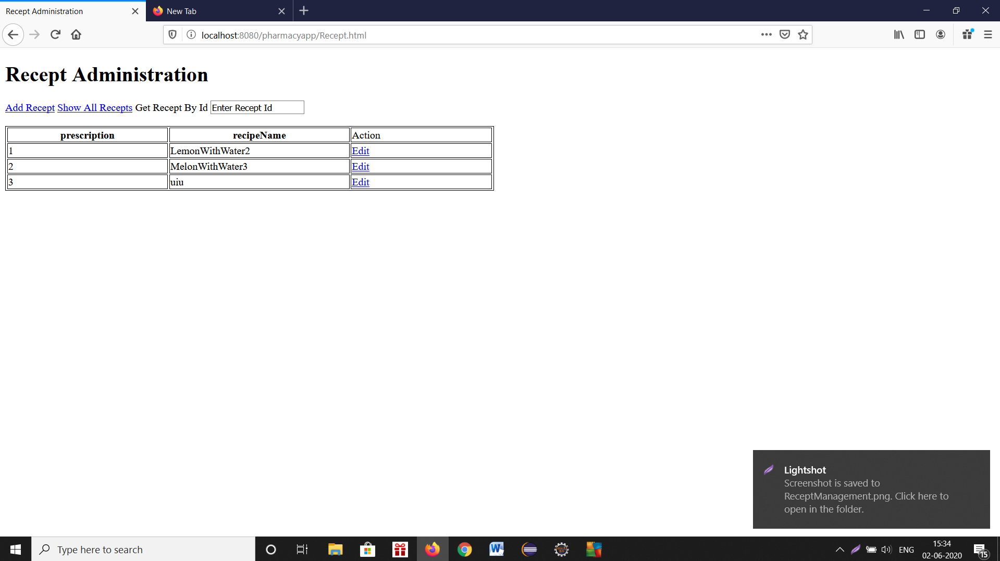 Recept Administration
New Tab
localhost:8080/pharmacyapp/Recept.html
Recept Administration
Add Recept Show All Recepts Get Recept By Id Enter Recept Id
prescription recipeName Action
1 LemonWithWater2 Edit
2 MelonWithWater3 Edit
3 uiu Edit
Lightshot
Screenshot is saved to
ReceptManagement.png. Click here to
open in the folder.
Type here to search
ENG
15:34
02-06-2020
15